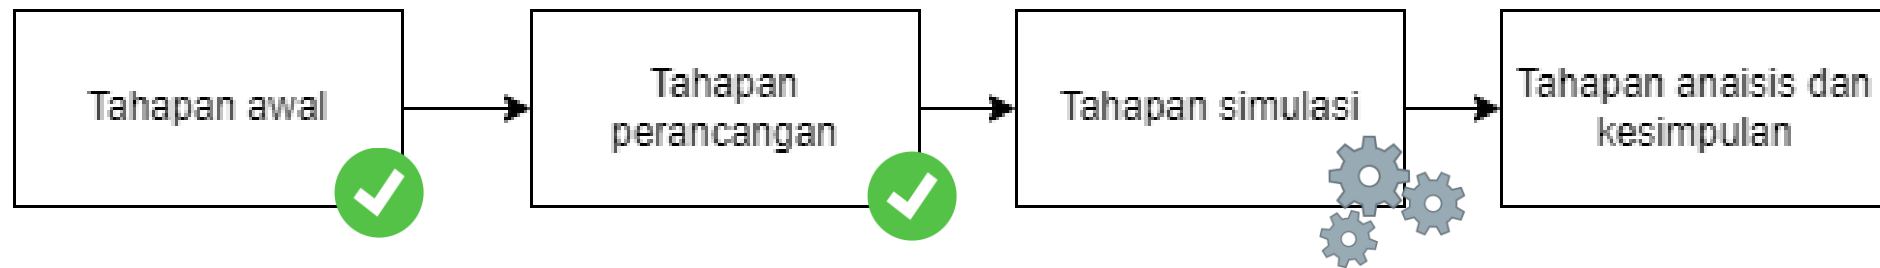 Tahapan awal
Tahapan
perancangan
Tahapan simulasi
Tahapan anaisis dan
kesimpulan